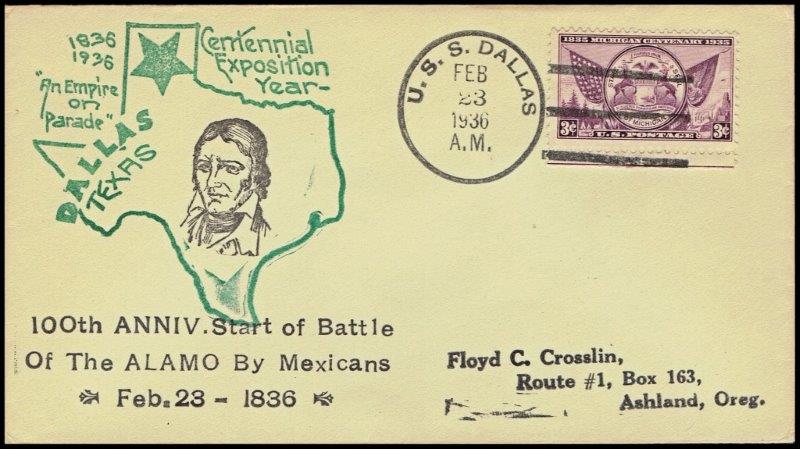 1836
1936
Centennial
Exposition
Year-
"An Empire
on
Parade"
DALLAS
TEXAS
U.S.S. DALLAS
FEB
23
1936
A.M.
1835 MICHIGAN CENTENARY 1935
3¢ U.S. POSTAGE 3¢
100th ANNIV. Start of Battle
Of The ALAMO By Mexicans
Feb. 23 - 1836
Floyd C. Crosslin,
Route #1, Box 163,
Ashland, Oreg.